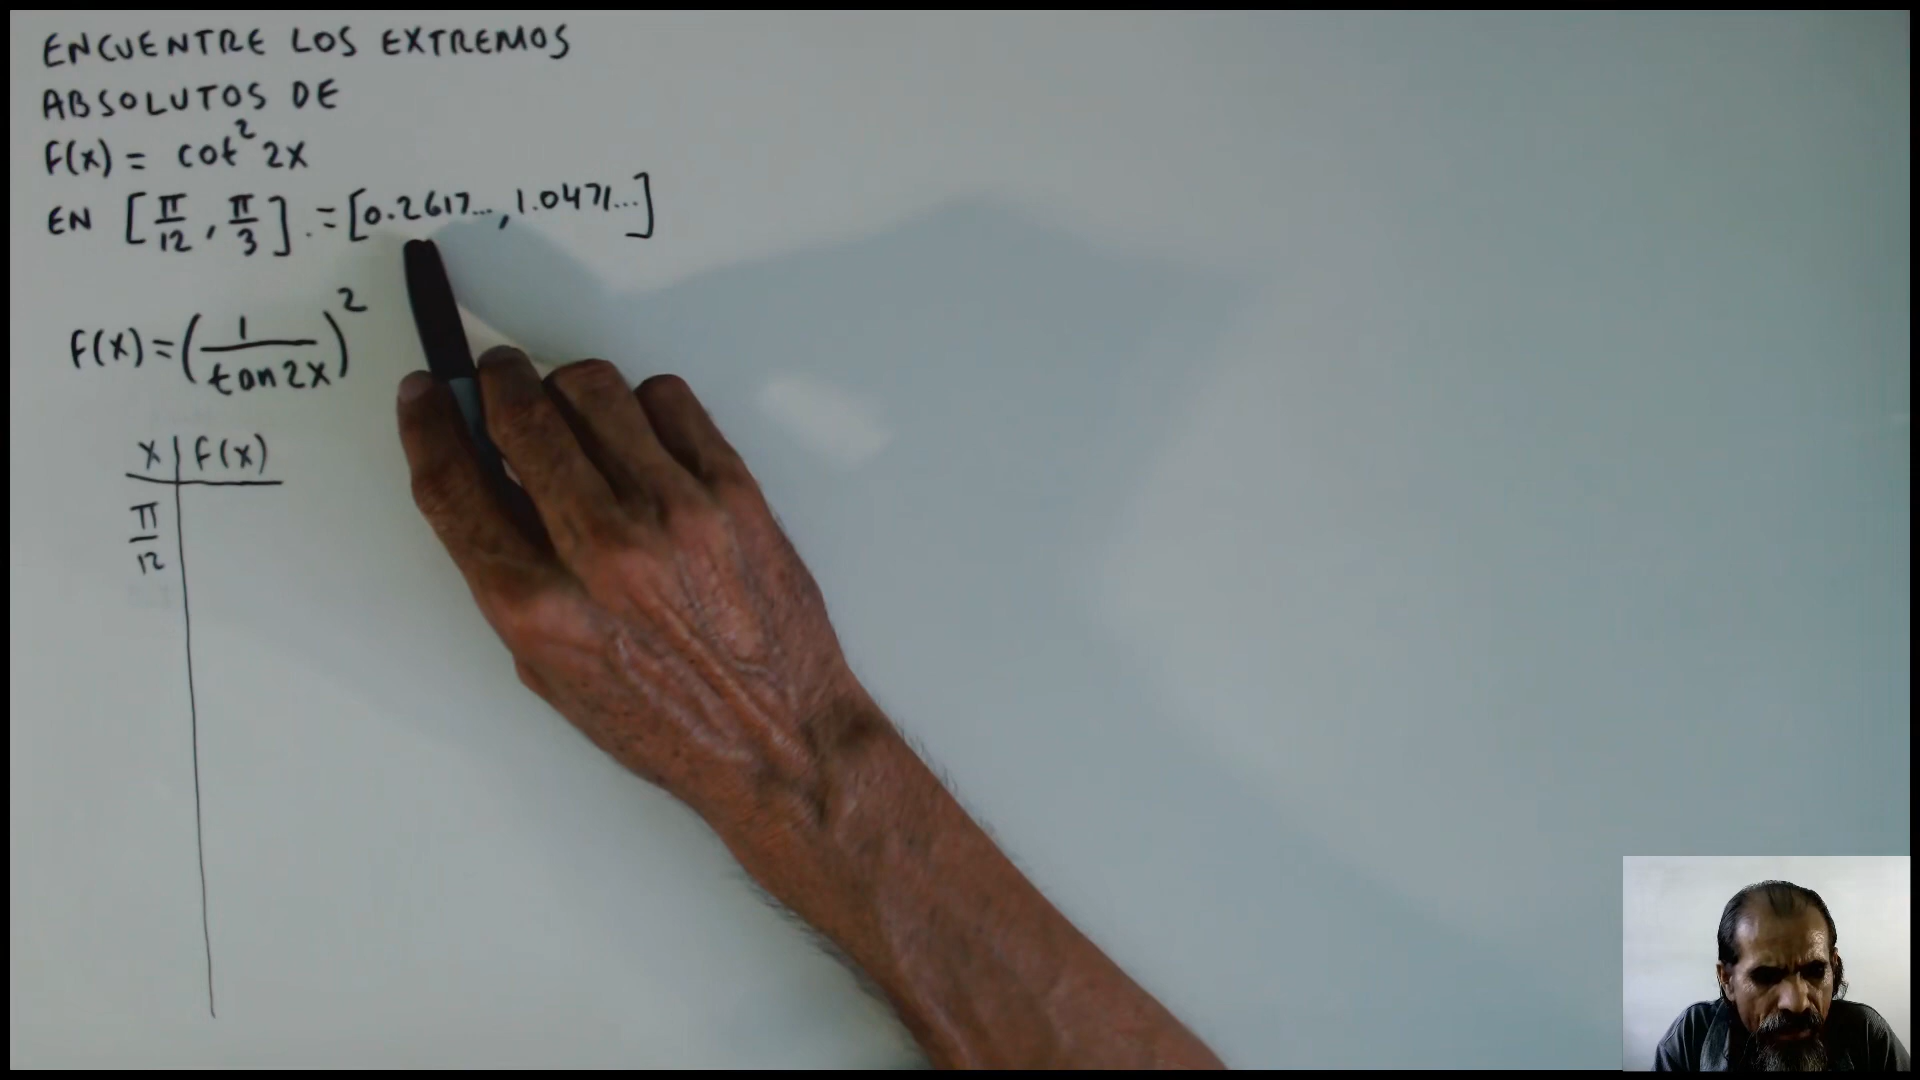 ENCUENTRE LOS EXTREMOS
ABSOLUTOS DE
F(x) = cot² 2x
EN [π/12, π/3]. = [0.2617..., 1.0471...]
F(x) = (1/tan 2x)²
x | F(x)
π/12